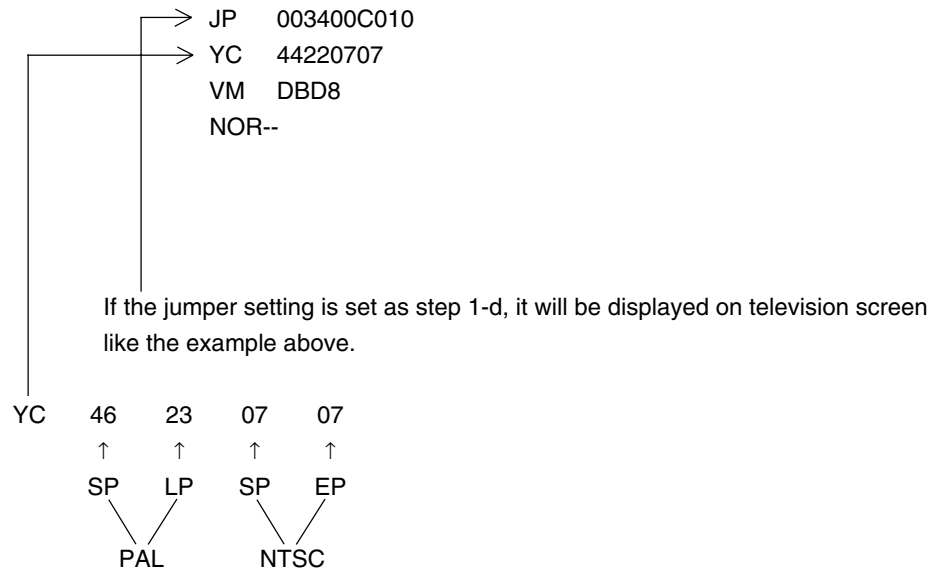 JP 003400C010
YC 44220707
VM DBD8
NOR--
If the jumper setting is set as step 1-d, it will be displayed on television screen
like the example above.
YC 46 23 07 07
↑ ↑ ↑ ↑
SP LP SP EP
PAL NTSC